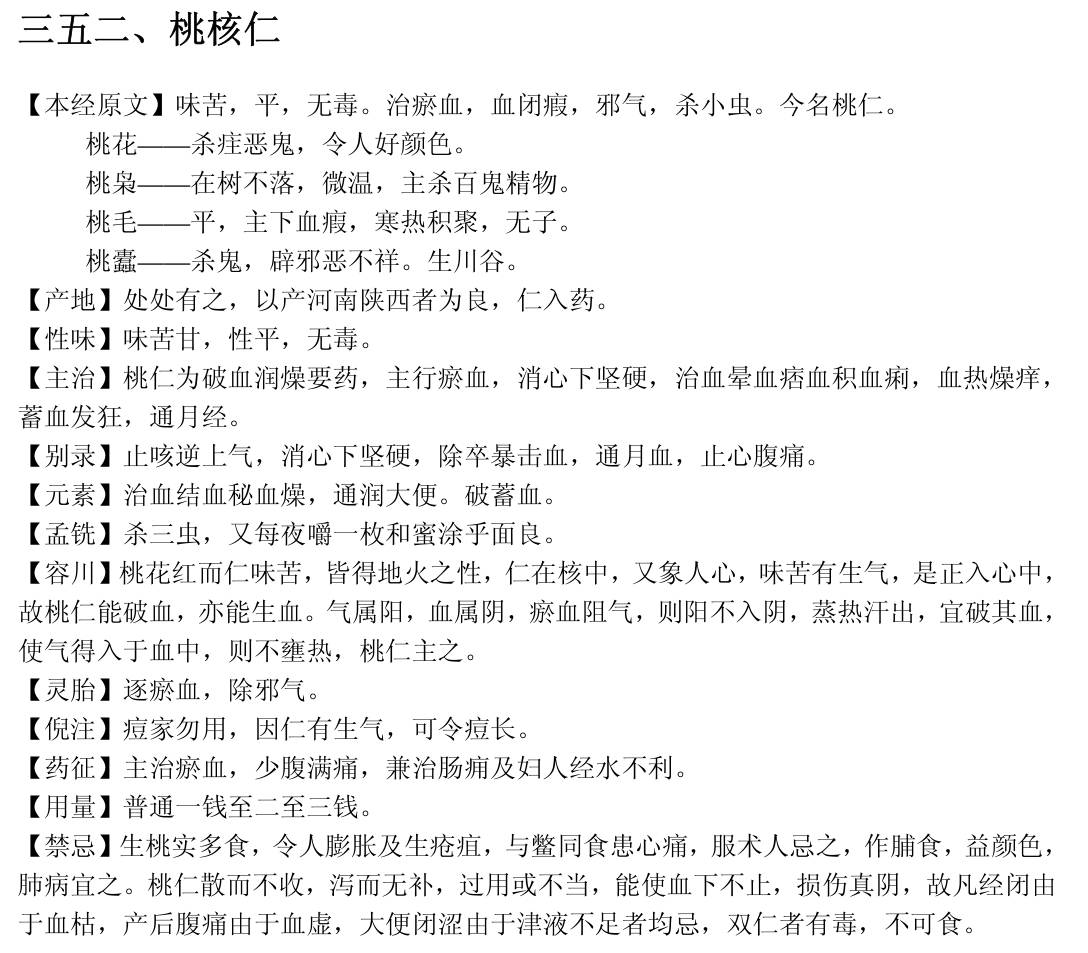 三五二、桃核仁
【本经原文】味苦，平，无毒。治瘀血，血闭瘕，邪气，杀小虫。今名桃仁。
桃花——杀疰恶鬼，令人好颜色。
桃枭——在树不落，微温，主杀百鬼精物。
桃毛——平，主下血瘕，寒热积聚，无子。
桃蠹——杀鬼，辟邪恶不祥。生川谷。
【产地】处处有之，以产河南陕西者为良，仁入药。
【性味】味苦甘，性平，无毒。
【主治】桃仁为破血润燥要药，主行瘀血，消心下坚硬，治血晕血痞血积血痢，血热燥痒，
蓄血发狂，通月经。
【别录】止咳逆上气，消心下坚硬，除卒暴击血，通月血，止心腹痛。
【元素】治血结血秘血燥，通润大便。破蓄血。
【孟铣】杀三虫，又每夜嚼一枚和蜜涂乎面良。
【容川】桃花红而仁味苦，皆得地火之性，仁在核中，又象人心，味苦有生气，是正入心中，
故桃仁能破血，亦能生血。气属阳，血属阴，瘀血阻气，则阳不入阴，蒸热汗出，宜破其血，
使气得入于血中，则不壅热，桃仁主之。
【灵胎】逐瘀血，除邪气。
【倪注】痘家勿用，因仁有生气，可令痘长。
【药征】主治瘀血，少腹满痛，兼治肠痈及妇人经水不利。
【用量】普通一钱至二至三钱。
【禁忌】生桃实多食，令人膨胀及生疮疽，与鳖同食患心痛，服术人忌之，作脯食，益颜色，
肺病宜之。桃仁散而不收，泻而无补，过用或不当，能使血下不止，损伤真阴，故凡经闭由
于血枯，产后腹痛由于血虚，大便闭涩由于津液不足者均忌，双仁者有毒，不可食。